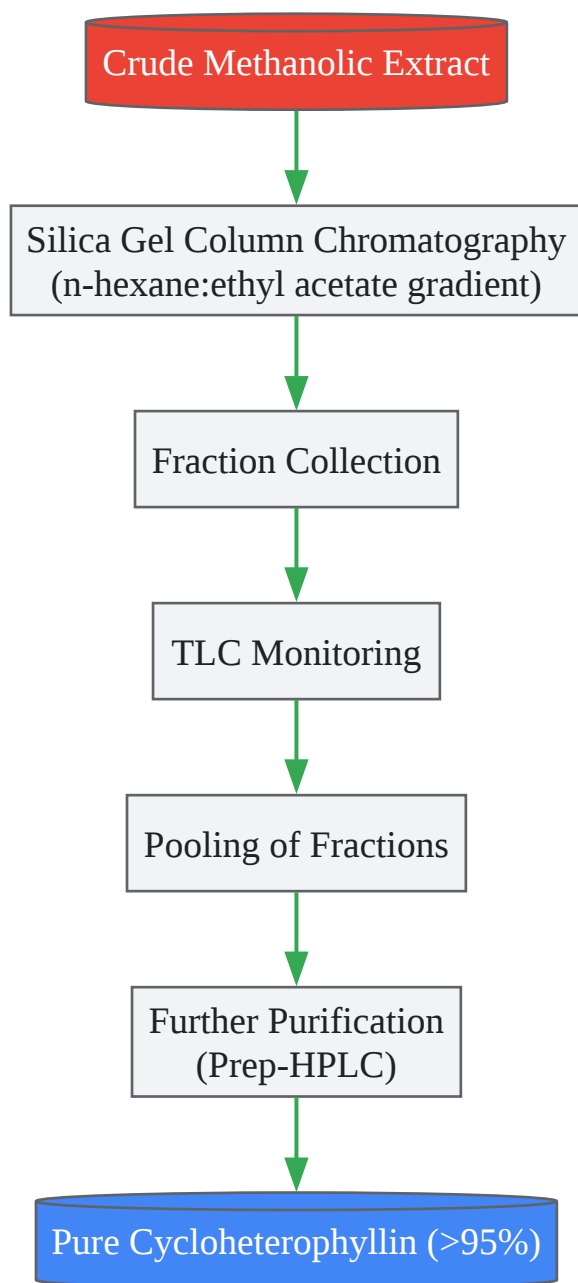 Crude Methanolic Extract
Silica Gel Column Chromatography
(n-hexane:ethyl acetate gradient)
Fraction Collection
TLC Monitoring
Pooling of Fractions
Further Purification
(Prep-HPLC)
Pure Cycloheterophyllin (>95%)